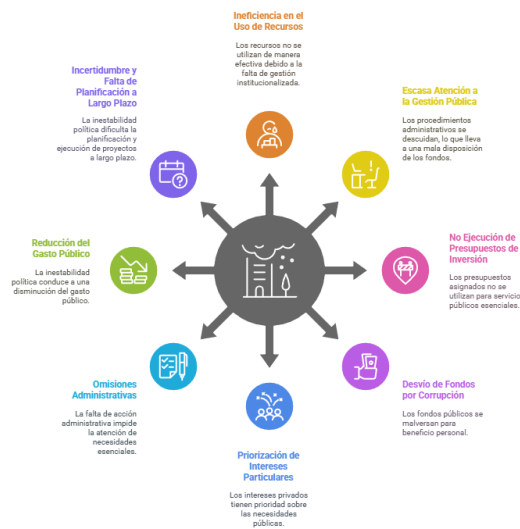 Ineficiencia en el
Uso de Recursos
Los recursos no se
utilizan de manera
efectiva debido a la
falta de gestión
institucionalizada.
Escasa Atención a
la Gestión Pública
Los procedimientos
administrativos se
descuidan, lo que lleva
a una mala disposición
de los fondos.
No Ejecución de
Presupuestos de
Inversión
Los presupuestos
asignados no se
utilizan para servicio
públicos esenciales.
Desvío de Fondos
por Corrupción
Los fondos públicos se
malversan para
beneficio personal.
Priorización de
Intereses
Particulares
Los intereses privados
tienen prioridad sobre
las necesidades
públicas.
Omisiones
Administrativas
La falta de acción
administrativa impide
la atención de
necesidades
esenciales.
Reducción del
Gasto Público
La inestabilidad
política conduce a una
disminución del gasto
público.
Incertidumbre y
Falta de
Planificación a
Largo Plazo
La inestabilidad
política dificulta la
planificación y
ejecución de proyectos
a largo plazo.